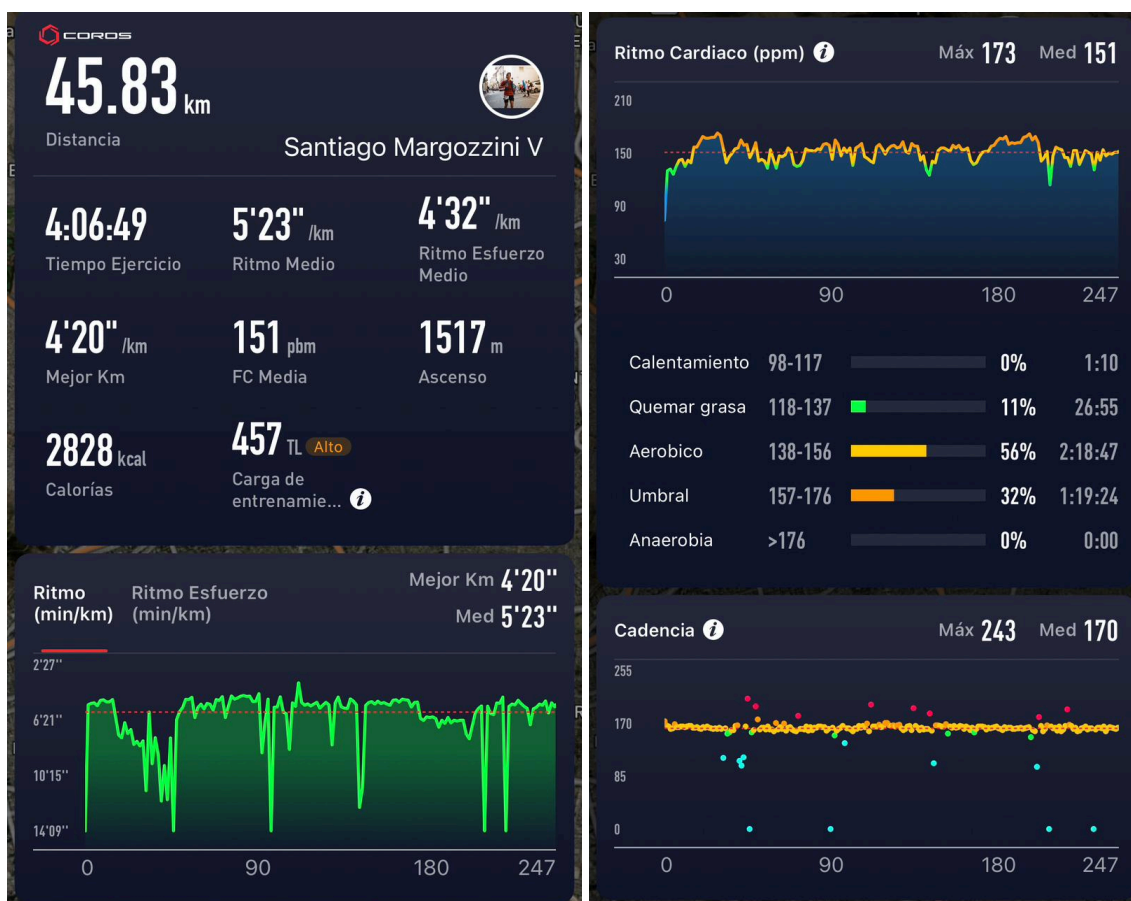 COROS
45.83 km
Distancia
Santiago Margozzini V
4:06:49
Tiempo Ejercicio
5'23" /km
Ritmo Medio
4'32" /km
Ritmo Esfuerzo
Medio
4'20" /km
Mejor Km
151 pbm
FC Media
1517 m
Ascenso
2828 kcal
Calorías
457 TL Alto
Carga de
entrenamie... i
Ritmo
(min/km)
Ritmo Esfuerzo
(min/km)
Mejor Km 4'20"
Med 5'23"
2'27"
6'21"
10'15"
14'09"
0 90 180 247
Ritmo Cardiaco (ppm) i Máx 173 Med 151
210
150
90
30
0 90 180 247
Calentamiento 98-117 0% 1:10
Quemar grasa 118-137 11% 26:55
Aerobico 138-156 56% 2:18:47
Umbral 157-176 32% 1:19:24
Anaerobia >176 0% 0:00
Cadencia i Máx 243 Med 170
255
170
85
0
0 90 180 247